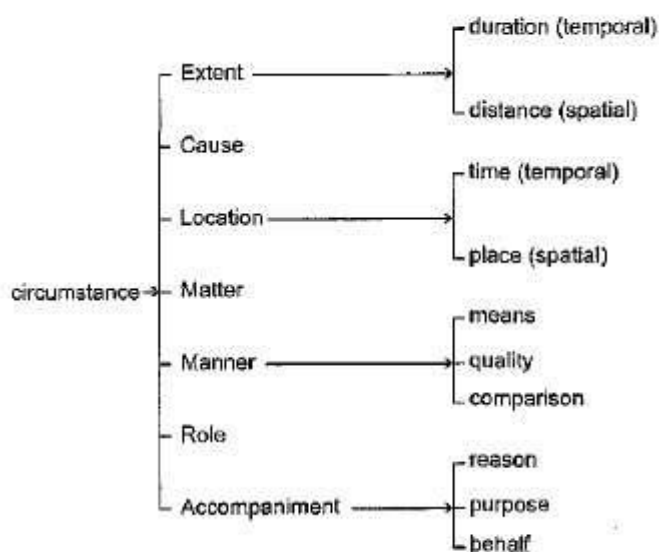 duration (temporal)
Extent
distance (spatial)
Cause
time (temporal)
Location
place (spatial)
circumstance
Matter
means
Manner
quality
comparison
Role
reason
Accompaniment
purpose
behalf